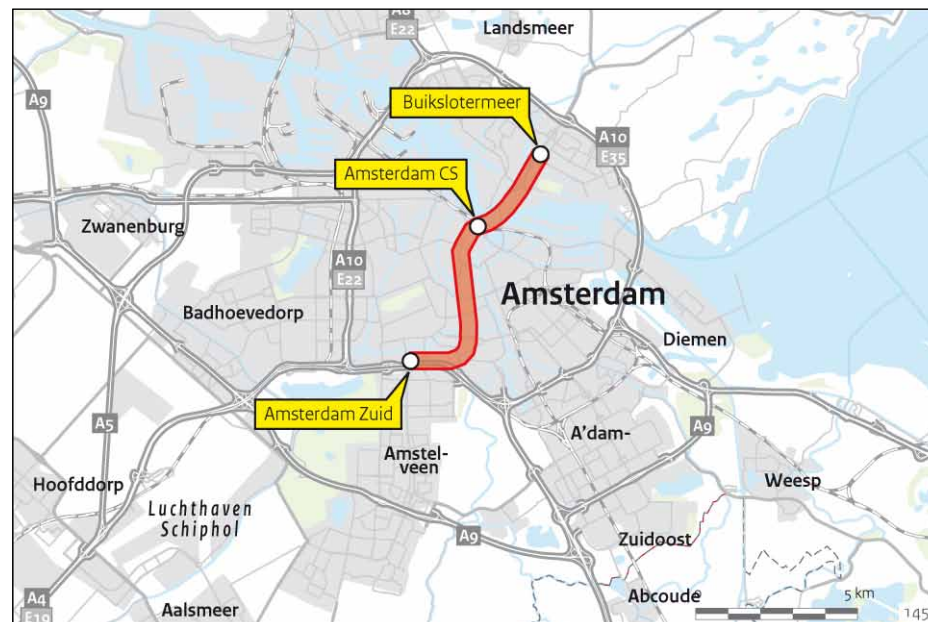 A8
E22
Landsmeer
A9
Buikslotermeer
A10
E35
Amsterdam CS
Zwanenburg
A10
E22
Amsterdam
Badhoevedorp
Diemen
Amsterdam Zuid
A5
Amstel-
veen
A'dam-
A9
Hoofddorp
Luchthaven
Schiphol
Weesp
A9
Zuidoost
A4
E19
Aalsmeer
Abcoude
0
5 km
145